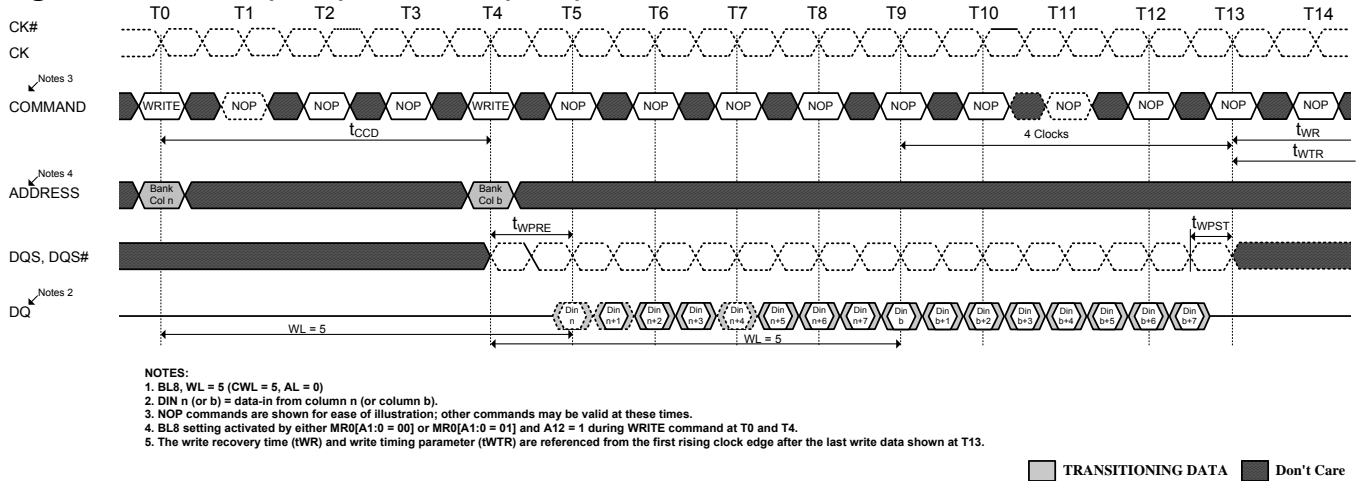 T0 T1 T2 T3 T4 T5 T6 T7 T8 T9 T10 T11 T12 T13 T14
CK#
CK
Notes 3
COMMAND
WRITE NOP NOP NOP WRITE NOP NOP NOP NOP NOP NOP NOP NOP NOP NOP
tCCD
4 Clocks
tWR
tWTR
Notes 4
ADDRESS
Bank Col n
Bank Col b
tWPRE
tWPST
DQS, DQS#
Notes 2
DQ
Din n Din n+1 Din n+2 Din n+3 Din n+4 Din n+5 Din n+6 Din n+7 Din b Din b+1 Din b+2 Din b+3 Din b+4 Din b+5 Din b+6 Din b+7
WL = 5
WL = 5
NOTES:
1. BL8, WL = 5 (CWL = 5, AL = 0)
2. DIN n (or b) = data-in from column n (or column b).
3. NOP commands are shown for ease of illustration; other commands may be valid at these times.
4. BL8 setting activated by either MR0[A1:0 = 00] or MR0[A1:0 = 01] and A12 = 1 during WRITE command at T0 and T4.
5. The write recovery time (tWR) and write timing parameter (tWTR) are referenced from the first rising clock edge after the last write data shown at T13.
TRANSITIONING DATA Don't Care